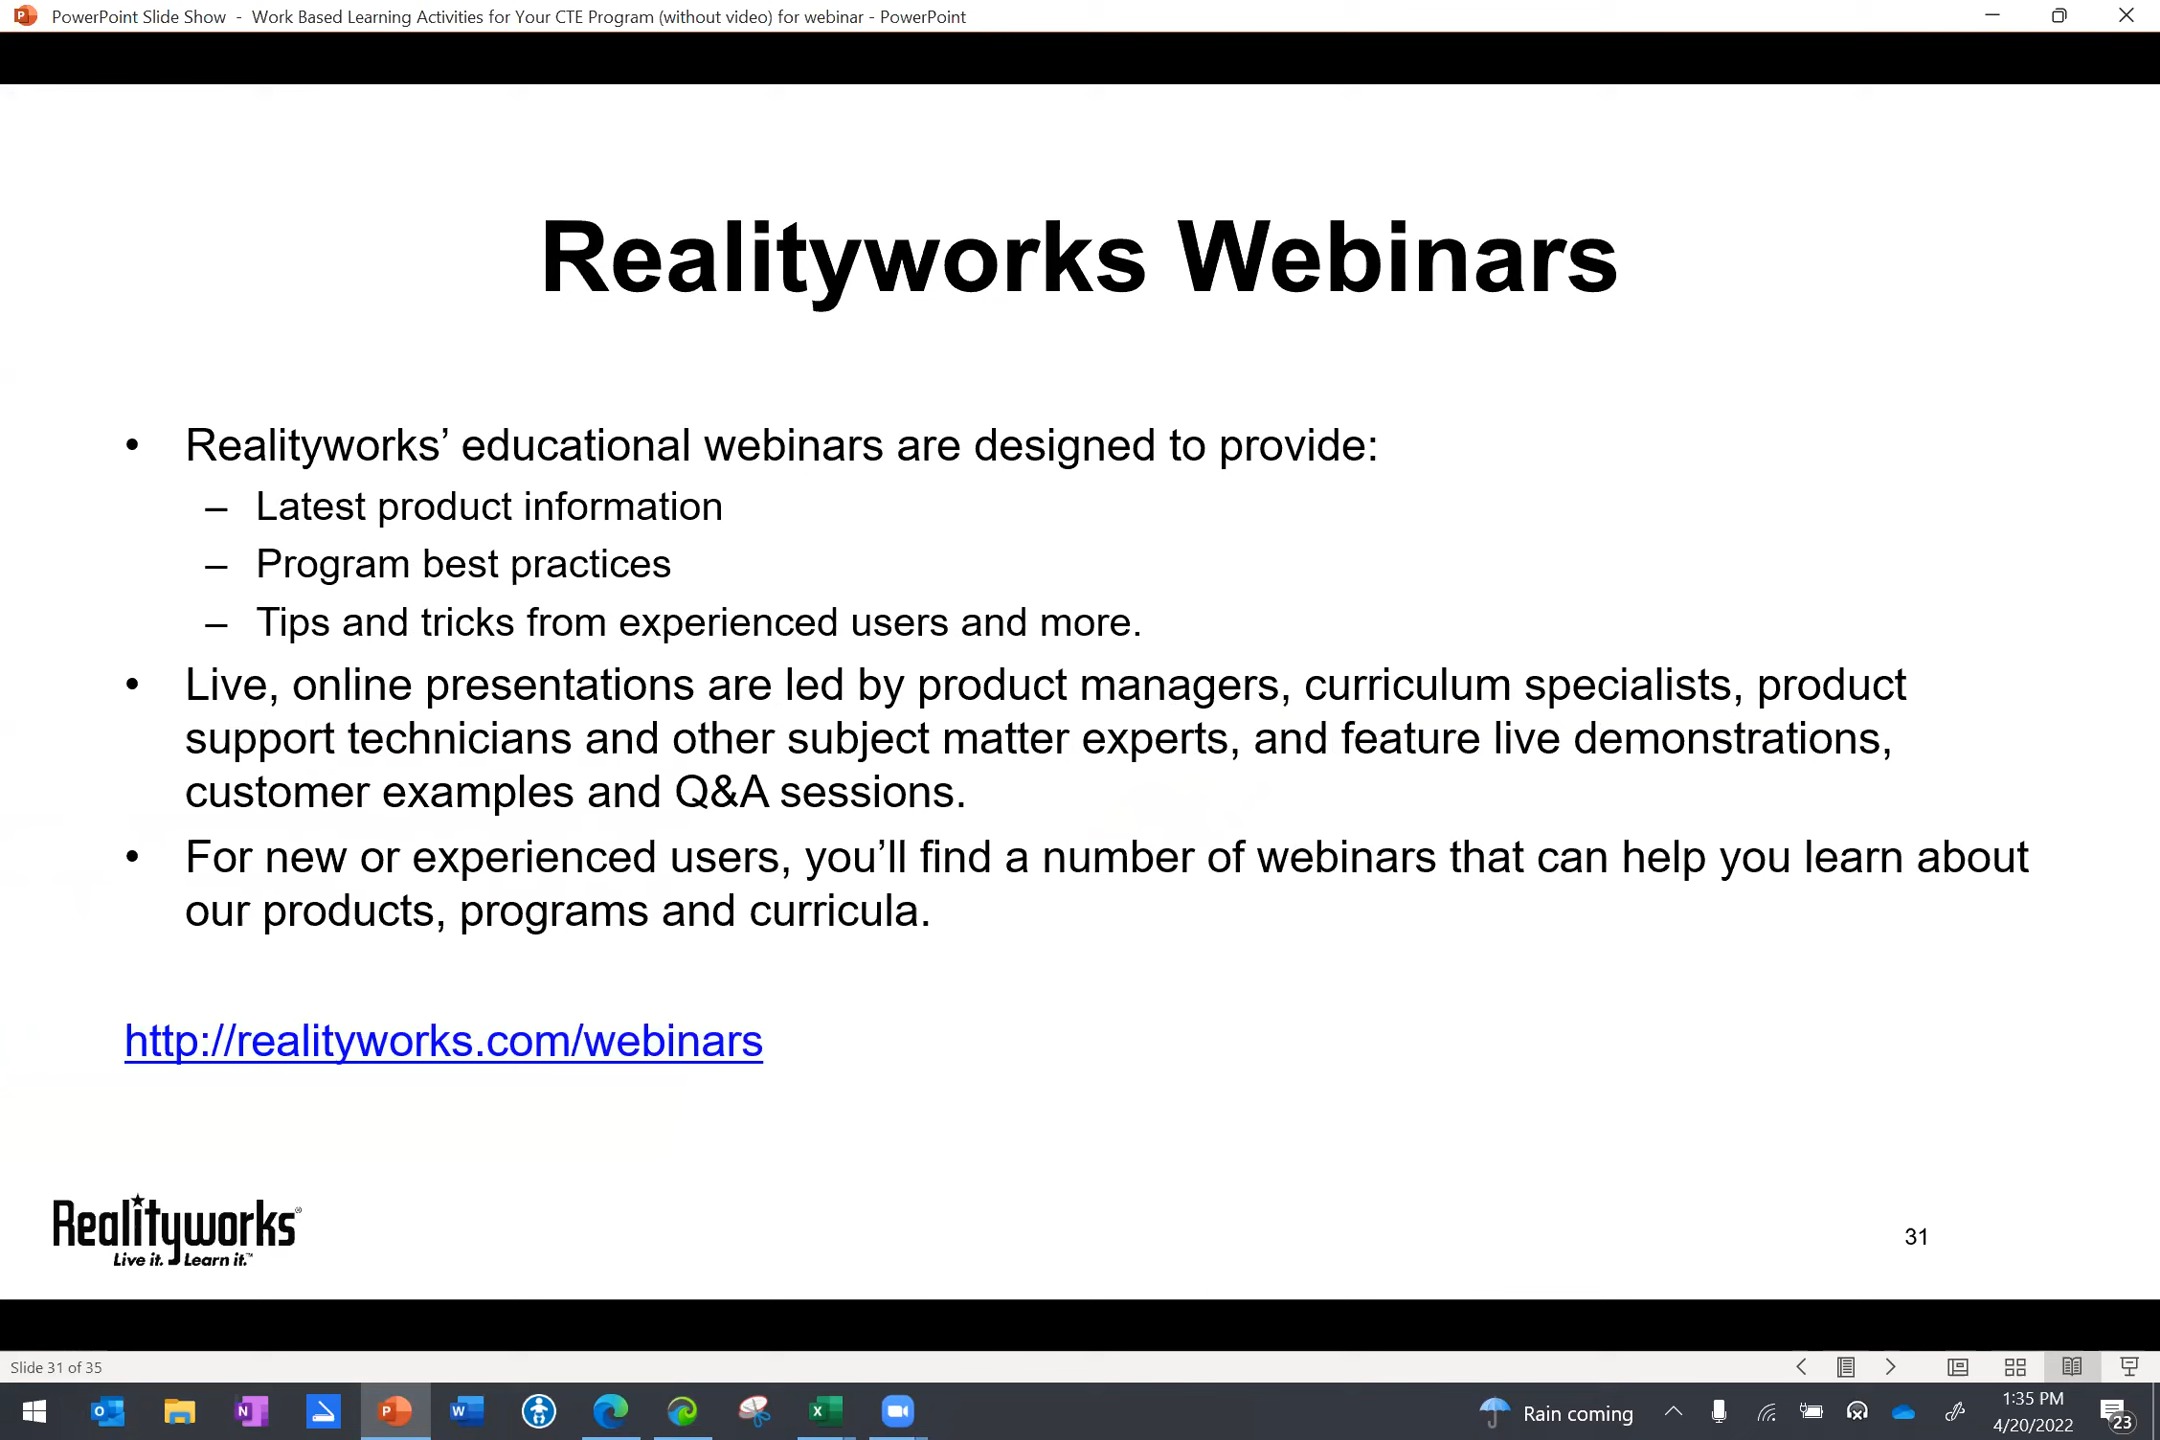 PowerPoint Slide Show - Work Based Learning Activities for Your CTE Program (without video) for webinar - PowerPoint
Realityworks Webinars
• Realityworks’ educational webinars are designed to provide:
– Latest product information
– Program best practices
– Tips and tricks from experienced users and more.
• Live, online presentations are led by product managers, curriculum specialists, product
support technicians and other subject matter experts, and feature live demonstrations,
customer examples and Q&A sessions.
• For new or experienced users, you’ll find a number of webinars that can help you learn about
our products, programs and curricula.
http://realityworks.com/webinars
Realityworks®
Live it. Learn it.™
31
Slide 31 of 35
Rain coming
1:35 PM
4/20/2022
23